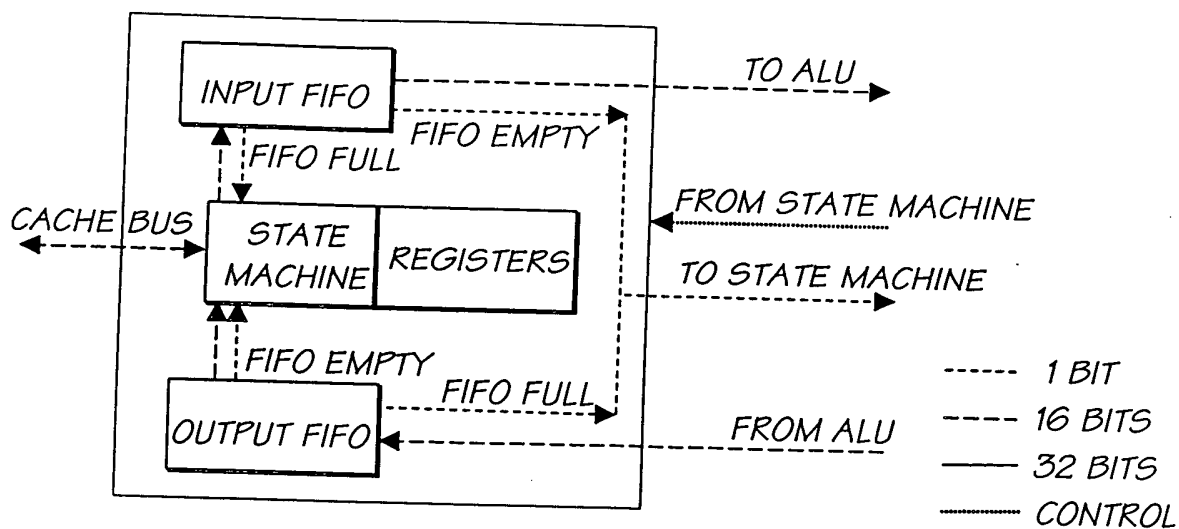 INPUT FIFO
TO ALU
FIFO EMPTY
FIFO FULL
CACHE BUS
STATE
MACHINE
REGISTERS
FROM STATE MACHINE
TO STATE MACHINE
FIFO EMPTY
FIFO FULL
OUTPUT FIFO
FROM ALU
1 BIT
16 BITS
32 BITS
CONTROL